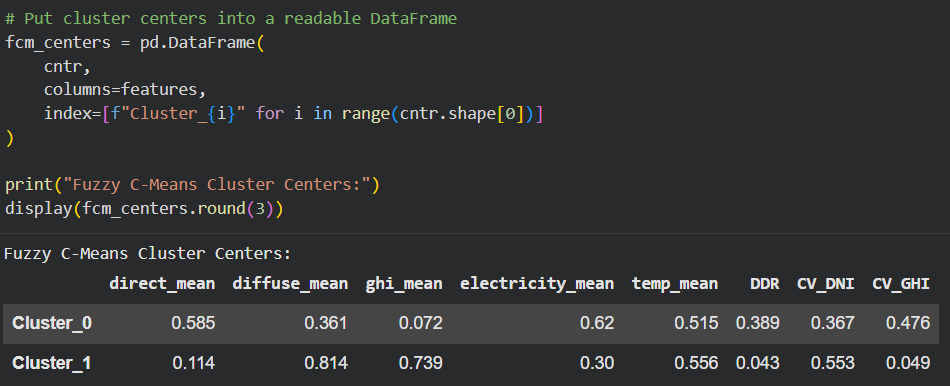 # Put cluster centers into a readable DataFrame
fcm_centers = pd.DataFrame(
    cntr,
    columns=features,
    index=[f"Cluster_{i}" for i in range(cntr.shape[0])]
)

print("Fuzzy C-Means Cluster Centers:")
display(fcm_centers.round(3))
Fuzzy C-Means Cluster Centers:
direct_mean diffuse_mean ghi_mean electricity_mean temp_mean DDR CV_DNI CV_GHI
Cluster_0 0.585 0.361 0.072 0.62 0.515 0.389 0.367 0.476
Cluster_1 0.114 0.814 0.739 0.30 0.556 0.043 0.553 0.049